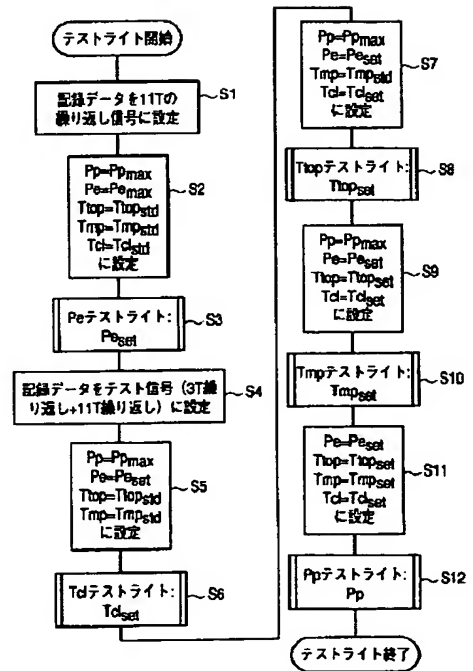 テストライト開始
記録データを11Tの
繰り返し信号に設定
S1
Pp=Ppmax
Pe=Pemax
Ttop=Ttopstd
Tmp=Tmpstd
Tcl=Tclstd
に設定
S2
Peテストライト:
Peset
S3
記録データをテスト信号(3T繰
り返し+11T繰り返し)に設定
S4
Pp=Ppmax
Pe=Peset
Ttop=Ttopstd
Tmp=Tmpstd
に設定
S5
Tclテストライト:
Tclset
S6
Pp=Ppmax
Pe=Peset
Tmp=Tmpstd
Tcl=Tclset
に設定
S7
Ttopテストライト:
Ttopset
S8
Pp=Ppmax
Pe=Peset
Ttop=Ttopset
Tcl=Tclset
に設定
S9
Tmpテストライト:
Tmpset
S10
Pe=Peset
Ttop=Ttopset
Tmp=Tmpset
Tcl=Tclset
に設定
S11
Ppテストライト:
Pp
S12
テストライト終了